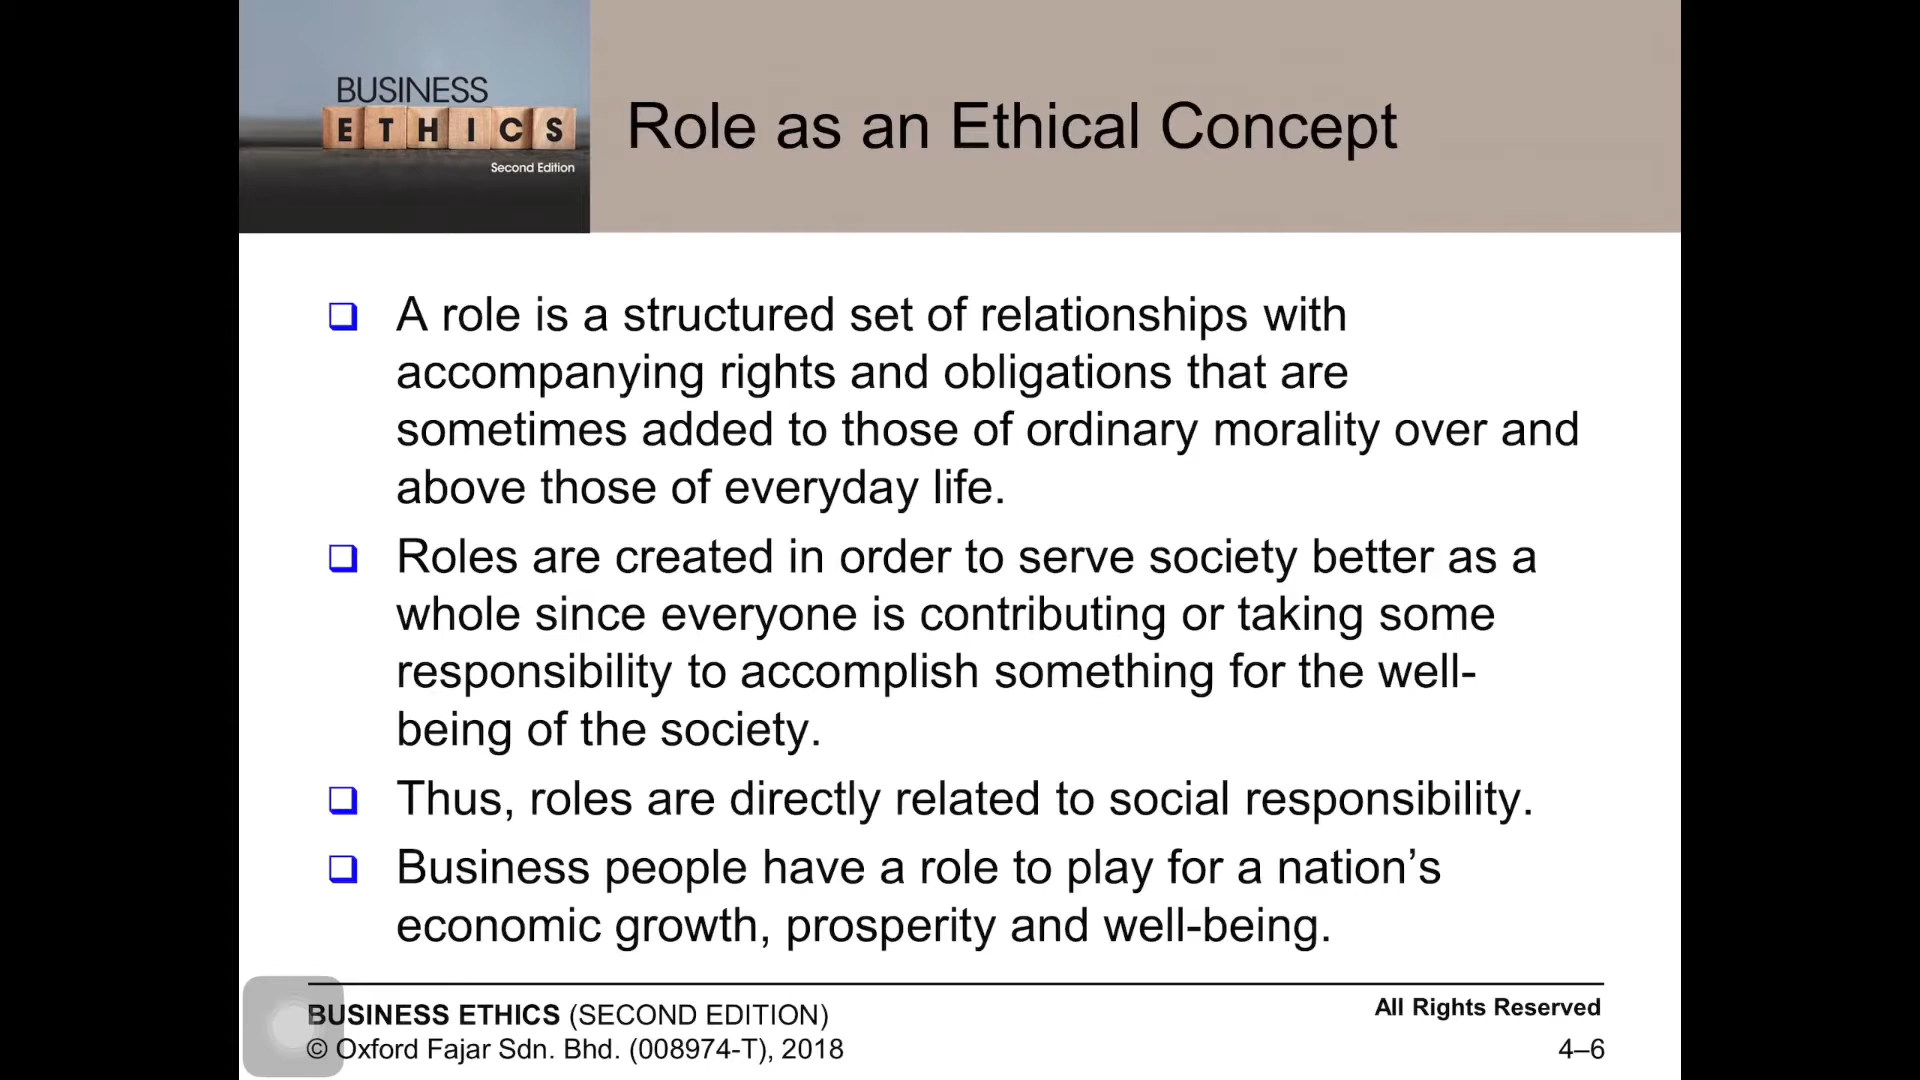 BUSINESS
ETHICS
Second Edition
Role as an Ethical Concept
A role is a structured set of relationships with
accompanying rights and obligations that are
sometimes added to those of ordinary morality over and
above those of everyday life.
Roles are created in order to serve society better as a
whole since everyone is contributing or taking some
responsibility to accomplish something for the well-
being of the society.
Thus, roles are directly related to social responsibility.
Business people have a role to play for a nation’s
economic growth, prosperity and well-being.
BUSINESS ETHICS (SECOND EDITION)
© Oxford Fajar Sdn. Bhd. (008974-T), 2018
All Rights Reserved
4–6